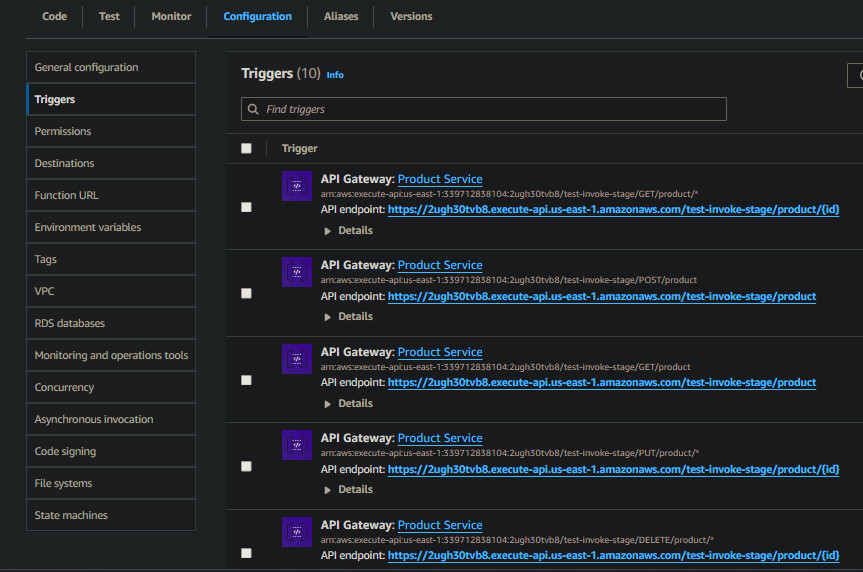 Code Test Monitor Configuration Aliases Versions
General configuration
Triggers
Permissions
Destinations
Function URL
Environment variables
Tags
VPC
RDS databases
Monitoring and operations tools
Concurrency
Asynchronous invocation
Code signing
File systems
State machines
Triggers (10) Info
Find triggers
Trigger
API Gateway: Product Service
arn:aws:execute-api:us-east-1:339712838104:2ugh30tvb8/test-invoke-stage/GET/product/*
API endpoint: https://2ugh30tvb8.execute-api.us-east-1.amazonaws.com/test-invoke-stage/product/{id}
Details
API Gateway: Product Service
arn:aws:execute-api:us-east-1:339712838104:2ugh30tvb8/test-invoke-stage/POST/product
API endpoint: https://2ugh30tvb8.execute-api.us-east-1.amazonaws.com/test-invoke-stage/product
Details
API Gateway: Product Service
arn:aws:execute-api:us-east-1:339712838104:2ugh30tvb8/test-invoke-stage/GET/product
API endpoint: https://2ugh30tvb8.execute-api.us-east-1.amazonaws.com/test-invoke-stage/product
Details
API Gateway: Product Service
arn:aws:execute-api:us-east-1:339712838104:2ugh30tvb8/test-invoke-stage/PUT/product/*
API endpoint: https://2ugh30tvb8.execute-api.us-east-1.amazonaws.com/test-invoke-stage/product/{id}
Details
API Gateway: Product Service
arn:aws:execute-api:us-east-1:339712838104:2ugh30tvb8/test-invoke-stage/DELETE/product/*
API endpoint: https://2ugh30tvb8.execute-api.us-east-1.amazonaws.com/test-invoke-stage/product/{id}